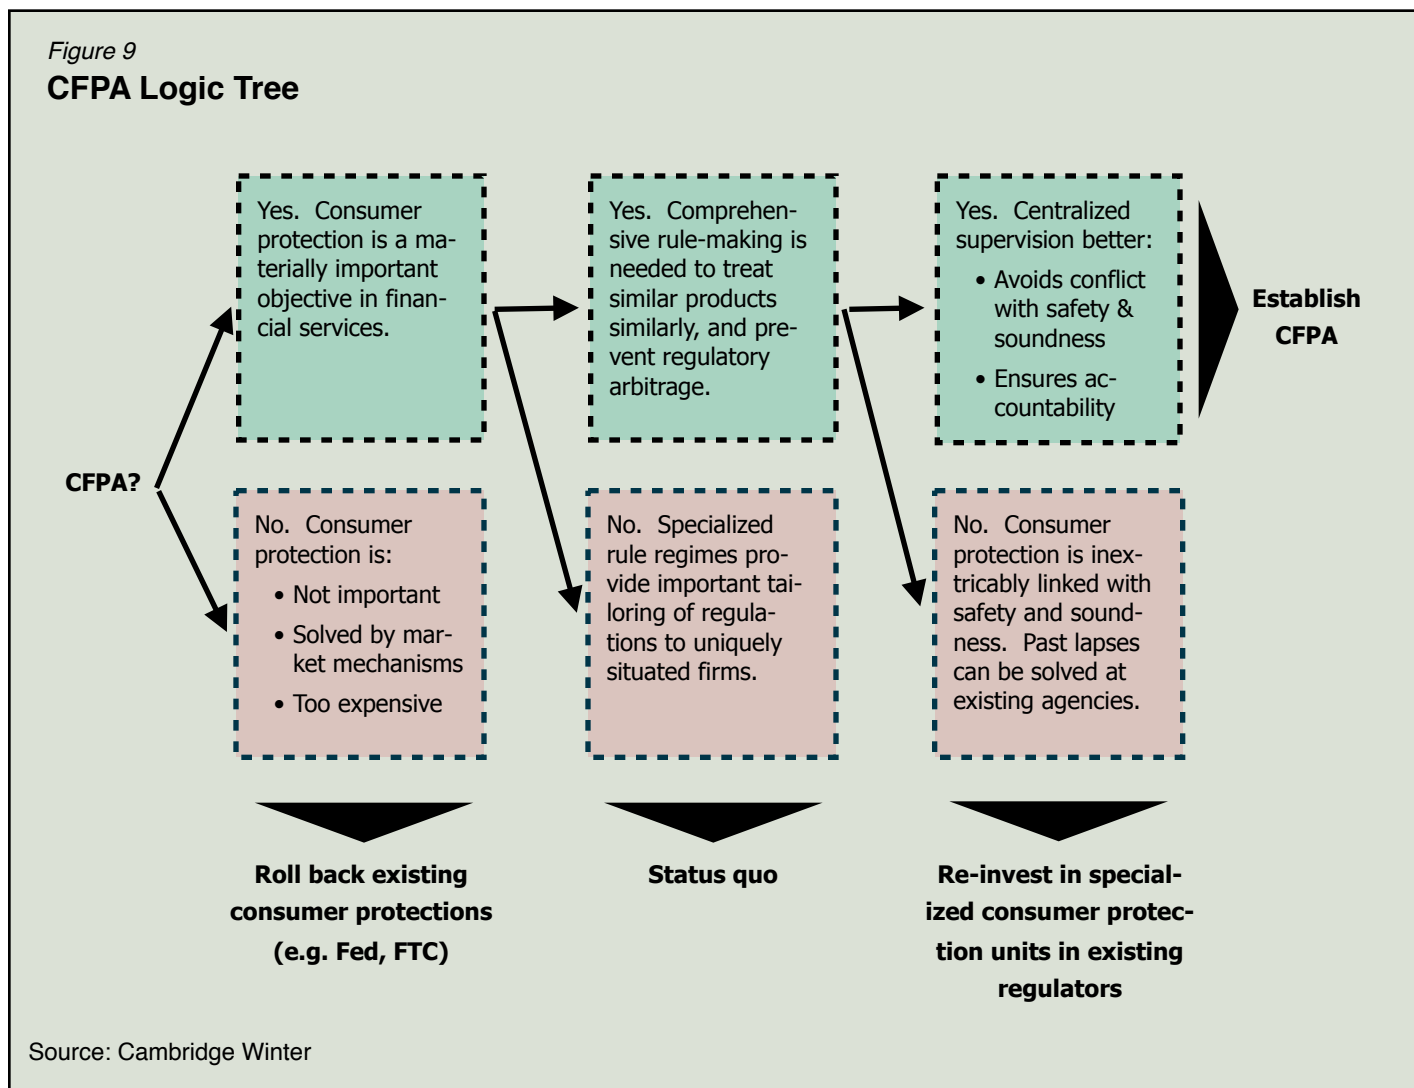 Figure 9
CFPA Logic Tree
Yes.  Consumer
protection is a ma-
terially important
objective in finan-
cial services.
Yes.  Comprehen-
sive rule-making is
needed to treat
similar products
similarly, and pre-
vent regulatory
arbitrage.
Yes.  Centralized
supervision better:
• Avoids conflict
with safety &
soundness
• Ensures ac-
countability
Establish
CFPA
CFPA?
No.  Consumer
protection is:
• Not important
• Solved by mar-
ket mechanisms
• Too expensive
No.  Specialized
rule regimes pro-
vide important tai-
loring of regula-
tions to uniquely
situated firms.
No.  Consumer
protection is inex-
tricably linked with
safety and sound-
ness.  Past lapses
can be solved at
existing agencies.
Roll back existing
consumer protections
(e.g. Fed, FTC)
Status quo
Re-invest in special-
ized consumer protec-
tion units in existing
regulators
Source: Cambridge Winter